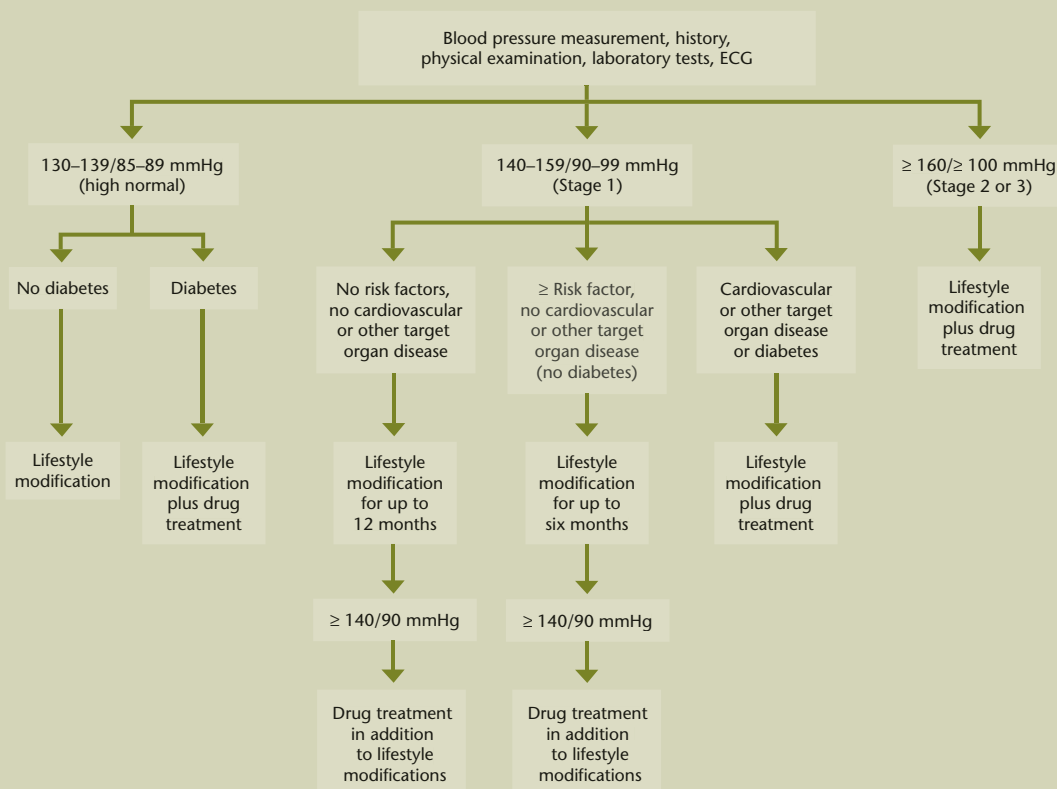 Blood pressure measurement, history,
physical examination, laboratory tests, ECG
130–139/85–89 mmHg
(high normal)
140–159/90–99 mmHg
(Stage 1)
≥ 160/≥ 100 mmHg
(Stage 2 or 3)
No diabetes
Diabetes
No risk factors,
no cardiovascular
or other target
organ disease
≥ Risk factor,
no cardiovascular
or other target
organ disease
(no diabetes)
Cardiovascular
or other target
organ disease
or diabetes
Lifestyle
modification
plus drug
treatment
Lifestyle
modification
Lifestyle
modification
plus drug
treatment
Lifestyle
modification
for up to
12 months
Lifestyle
modification
for up to
six months
Lifestyle
modification
plus drug
treatment
≥ 140/90 mmHg
≥ 140/90 mmHg
Drug treatment
in addition
to lifestyle
modifications
Drug treatment
in addition
to lifestyle
modifications